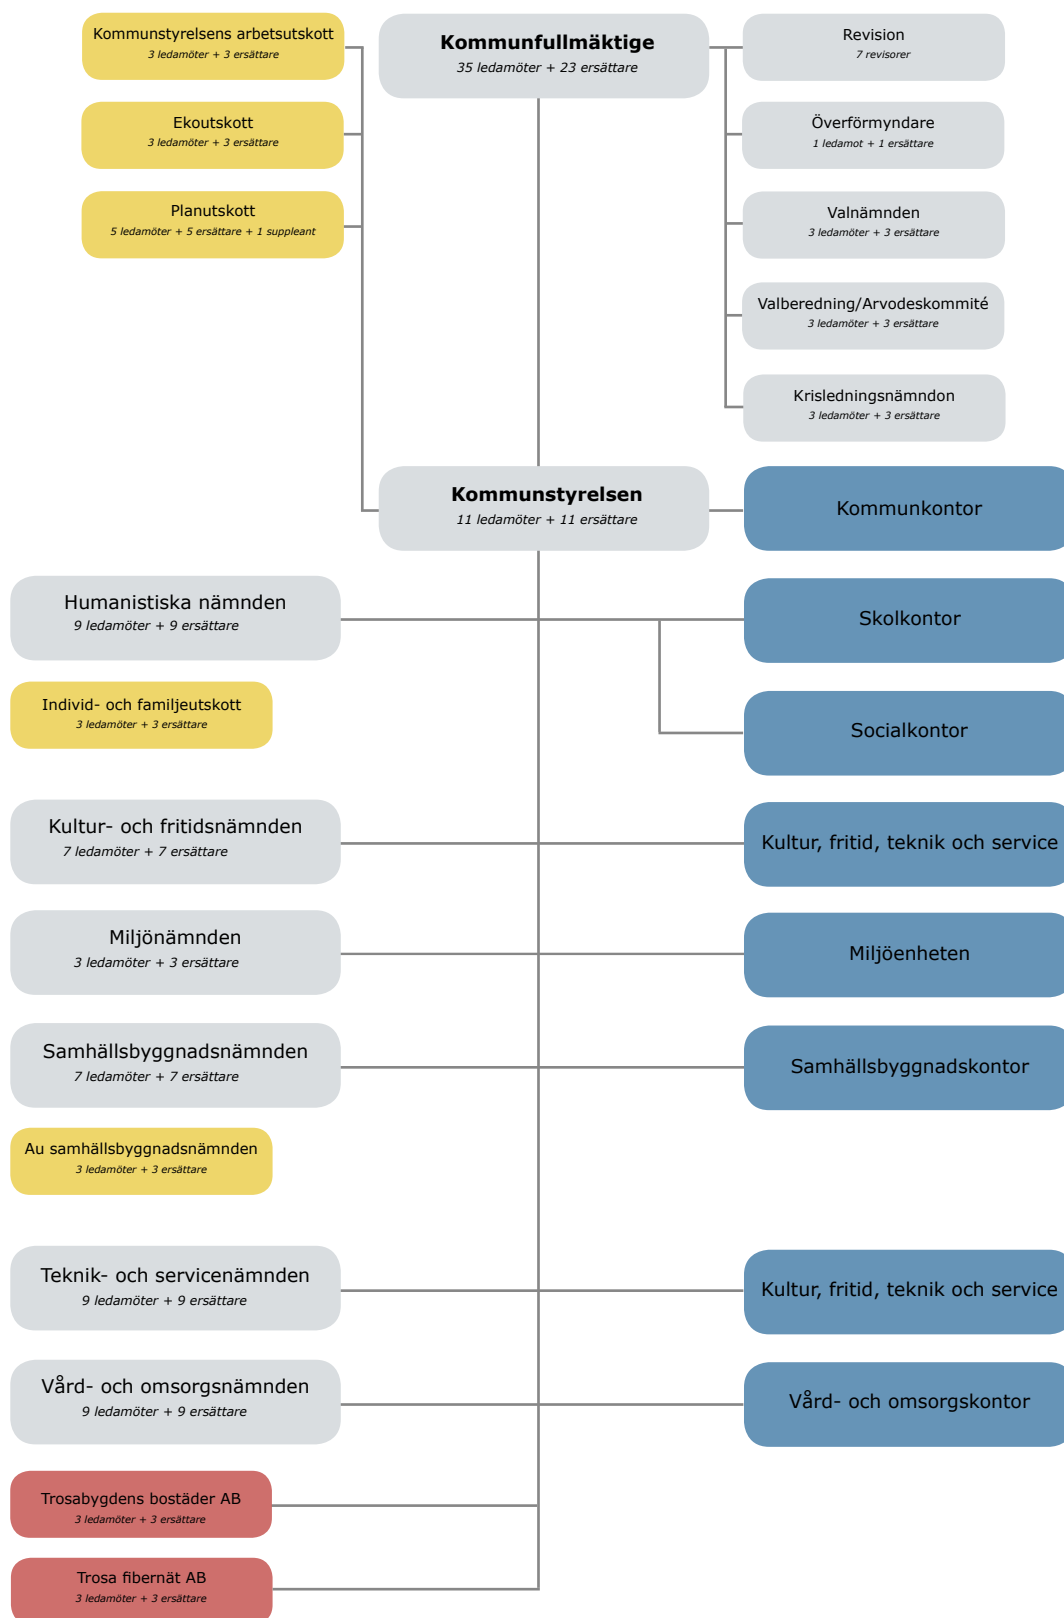 Kommunstyrelsens arbetsutskott
3 ledamöter + 3 ersättare
Ekoutskott
3 ledamöter + 3 ersättare
Planutskott
5 ledamöter + 5 ersättare + 1 suppleant
Kommunfullmäktige
35 ledamöter + 23 ersättare
Revision
7 revisorer
Överförmyndare
1 ledamot + 1 ersättare
Valnämnden
3 ledamöter + 3 ersättare
Valberedning/Arvodeskommité
3 ledamöter + 3 ersättare
Krisledningsnämndon
3 ledamöter + 3 ersättare
Kommunstyrelsen
11 ledamöter + 11 ersättare
Kommunkontor
Humanistiska nämnden
9 ledamöter + 9 ersättare
Skolkontor
Individ- och familjeutskott
3 ledamöter + 3 ersättare
Socialkontor
Kultur- och fritidsnämnden
7 ledamöter + 7 ersättare
Kultur, fritid, teknik och service
Miljönämnden
3 ledamöter + 3 ersättare
Miljöenheten
Samhällsbyggnadsnämnden
7 ledamöter + 7 ersättare
Samhällsbyggnadskontor
Au samhällsbyggnadsnämnden
3 ledamöter + 3 ersättare
Teknik- och servicenämnden
9 ledamöter + 9 ersättare
Kultur, fritid, teknik och service
Vård- och omsorgsnämnden
9 ledamöter + 9 ersättare
Vård- och omsorgskontor
Trosabygdens bostäder AB
3 ledamöter + 3 ersättare
Trosa fibernät AB
3 ledamöter + 3 ersättare